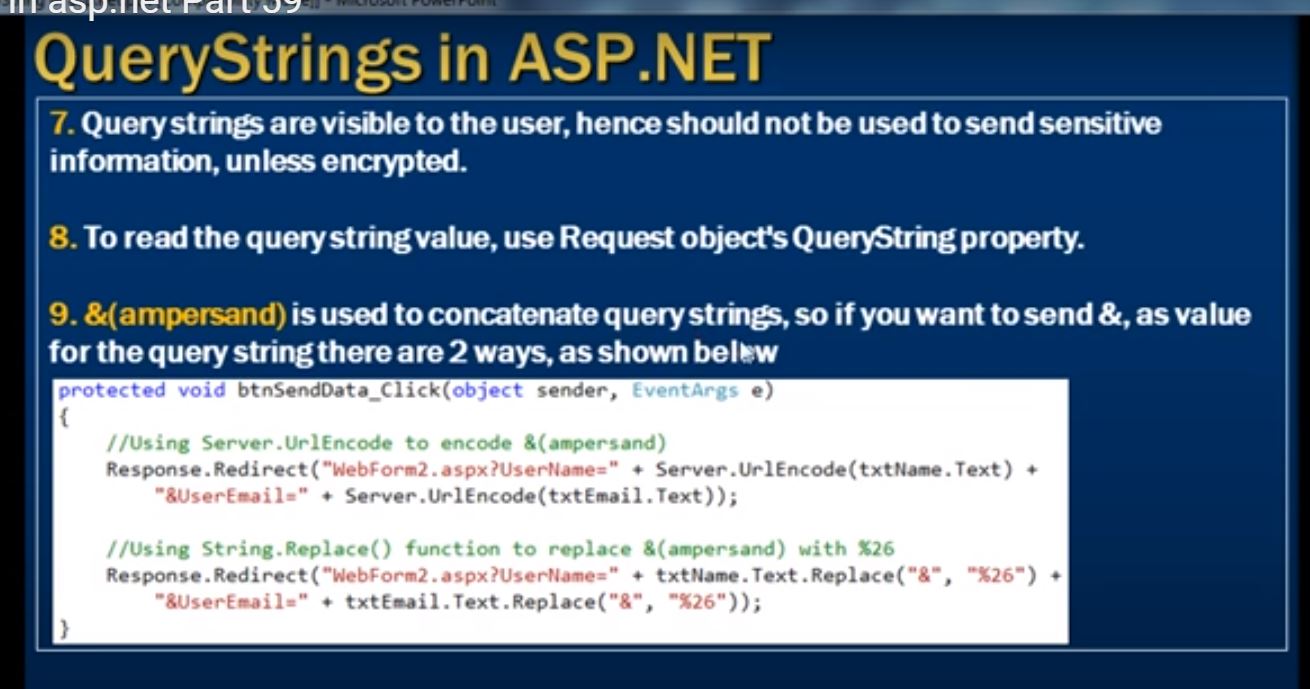 in asp.net Part 59
Microsoft PowerPoint
QueryStrings in ASP.NET
7. Query strings are visible to the user, hence should not be used to send sensitive
information, unless encrypted.
8. To read the query string value, use Request object's QueryString property.
9. &(ampersand) is used to concatenate query strings, so if you want to send &, as value
for the query string there are 2 ways, as shown below
protected void btnSendData_Click(object sender, EventArgs e)
{
//Using Server.UrlEncode to encode &(ampersand)
Response.Redirect("WebForm2.aspx?UserName=" + Server.UrlEncode(txtName.Text) +
"&UserEmail=" + Server.UrlEncode(txtEmail.Text));
//Using String.Replace() function to replace &(ampersand) with %26
Response.Redirect("WebForm2.aspx?UserName=" + txtName.Text.Replace("&", "%26") +
"&UserEmail=" + txtEmail.Text.Replace("&", "%26"));
}